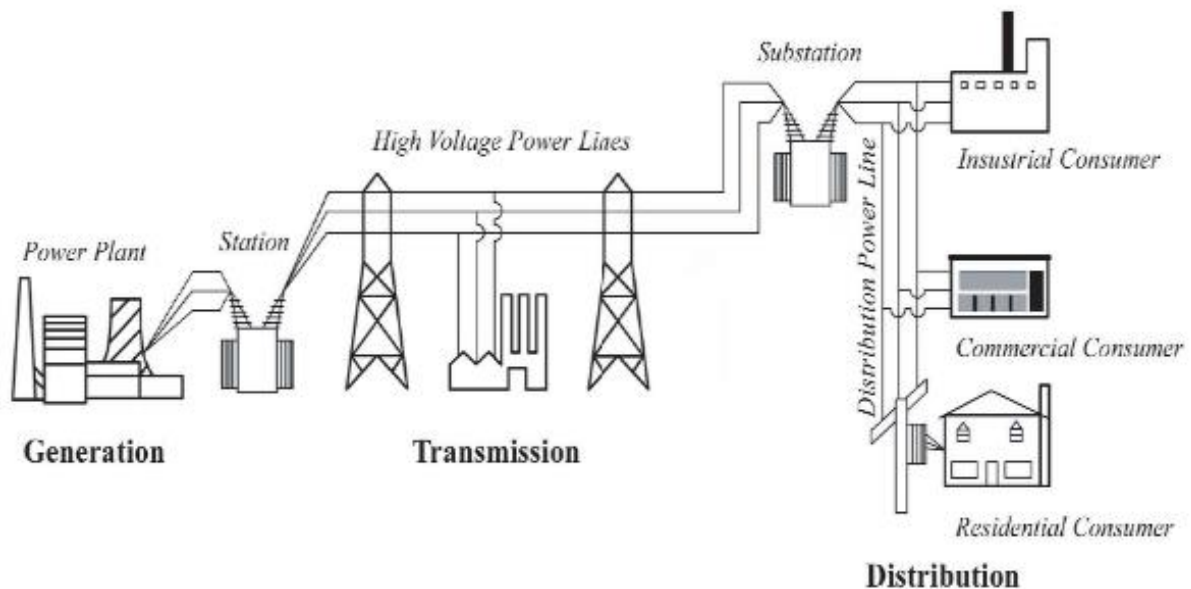 Substation
High Voltage Power Lines
Insustrial Consumer
Station
Power Plant
Distribution Power Line
Commercial Consumer
Generation
Transmission
Residential Consumer
Distribution